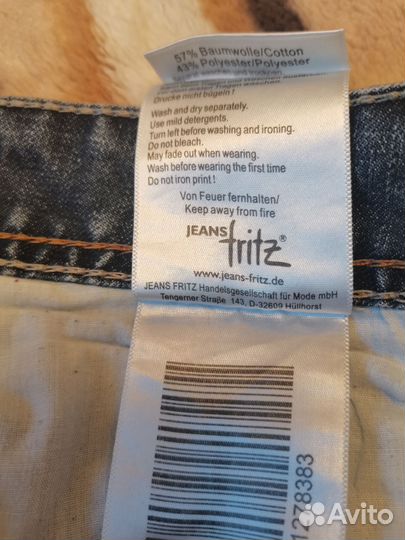 57% Baumwolle/Cotton
43% Polyester/Polyester
Drucke nicht bügeln!
Wash and dry separately.
Use mild detergents.
Turn left before washing and ironing.
Do not bleach.
May fade out when wearing.
Wash before wearing the first time
Do not iron print!
Von Feuer fernhalten/
Keep away from fire
JEANS fritz®
www.jeans-fritz.de
JEANS FRITZ Handelsgesellschaft für Mode mbH
Tengerner Straße 143, D-32609 Hüllhorst
1278383
Avito